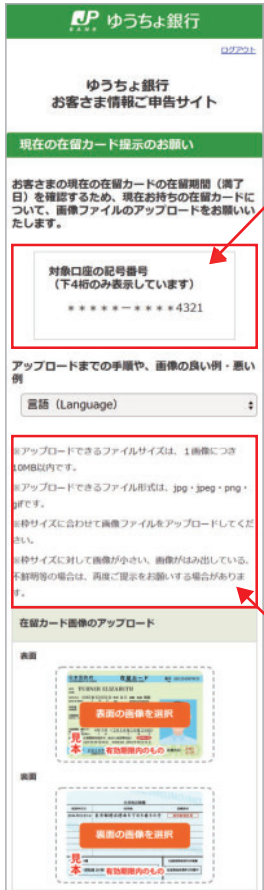 JP BANK ゆうちょ銀行
ログアウト
ゆうちょ銀行
お客さま情報ご申告サイト
現在の在留カード提示のお願い
お客さまの現在の在留カードの在留期間（満了
日）を確認するため、現在お持ちの在留カードに
ついて、画像ファイルのアップロードをお願いい
たします。
対象口座の記号番号
（下4桁のみ表示しています）
＊＊＊＊＊－＊＊＊＊4321
アップロードまでの手順や、画像の良い例・悪い
例
言語（Language）
※アップロードできるファイルサイズは、1画像につき
10MB以内です。
※アップロードできるファイル形式は、jpg・jpeg・png・
gifです。
※枠サイズに合わせて画像ファイルをアップロードしてくだ
さい。
※枠サイズに対して画像が小さい、画像がはみ出している、
不鮮明等の場合は、再度ご提示をお願いする場合がありま
す。
在留カード画像のアップロード
表面
在留カード
TURNER ELIZABETH
表面の画像を選択
見本
有効期限内のもの
裏面
裏面の画像を選択
見本
有効期限内のもの